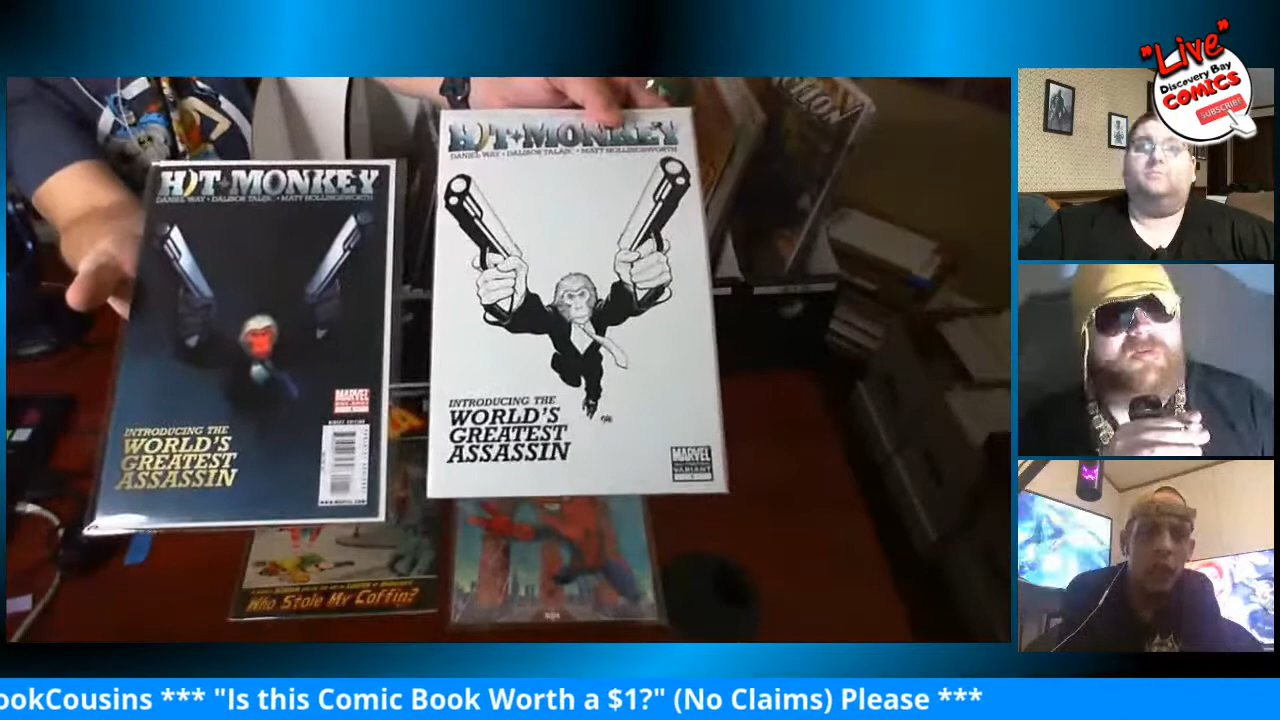 "Live"
Discovery Bay
COMICS
SUBSCRIBE
HIT-MONKEY
DANIEL WAY • DALIBOR TALAJIC • MATT HOLLINGSWORTH
INTRODUCING THE
WORLD'S
GREATEST
ASSASSIN
MARVEL
HIT-MONKEY
DANIEL WAY • DALIBOR TALAJIC • MATT HOLLINGSWORTH
INTRODUCING THE
WORLD'S
GREATEST
ASSASSIN
MARVEL
VARIANT
Who Stole My Coffin?
ookCousins *** "Is this Comic Book Worth a $1?" (No Claims) Please ***